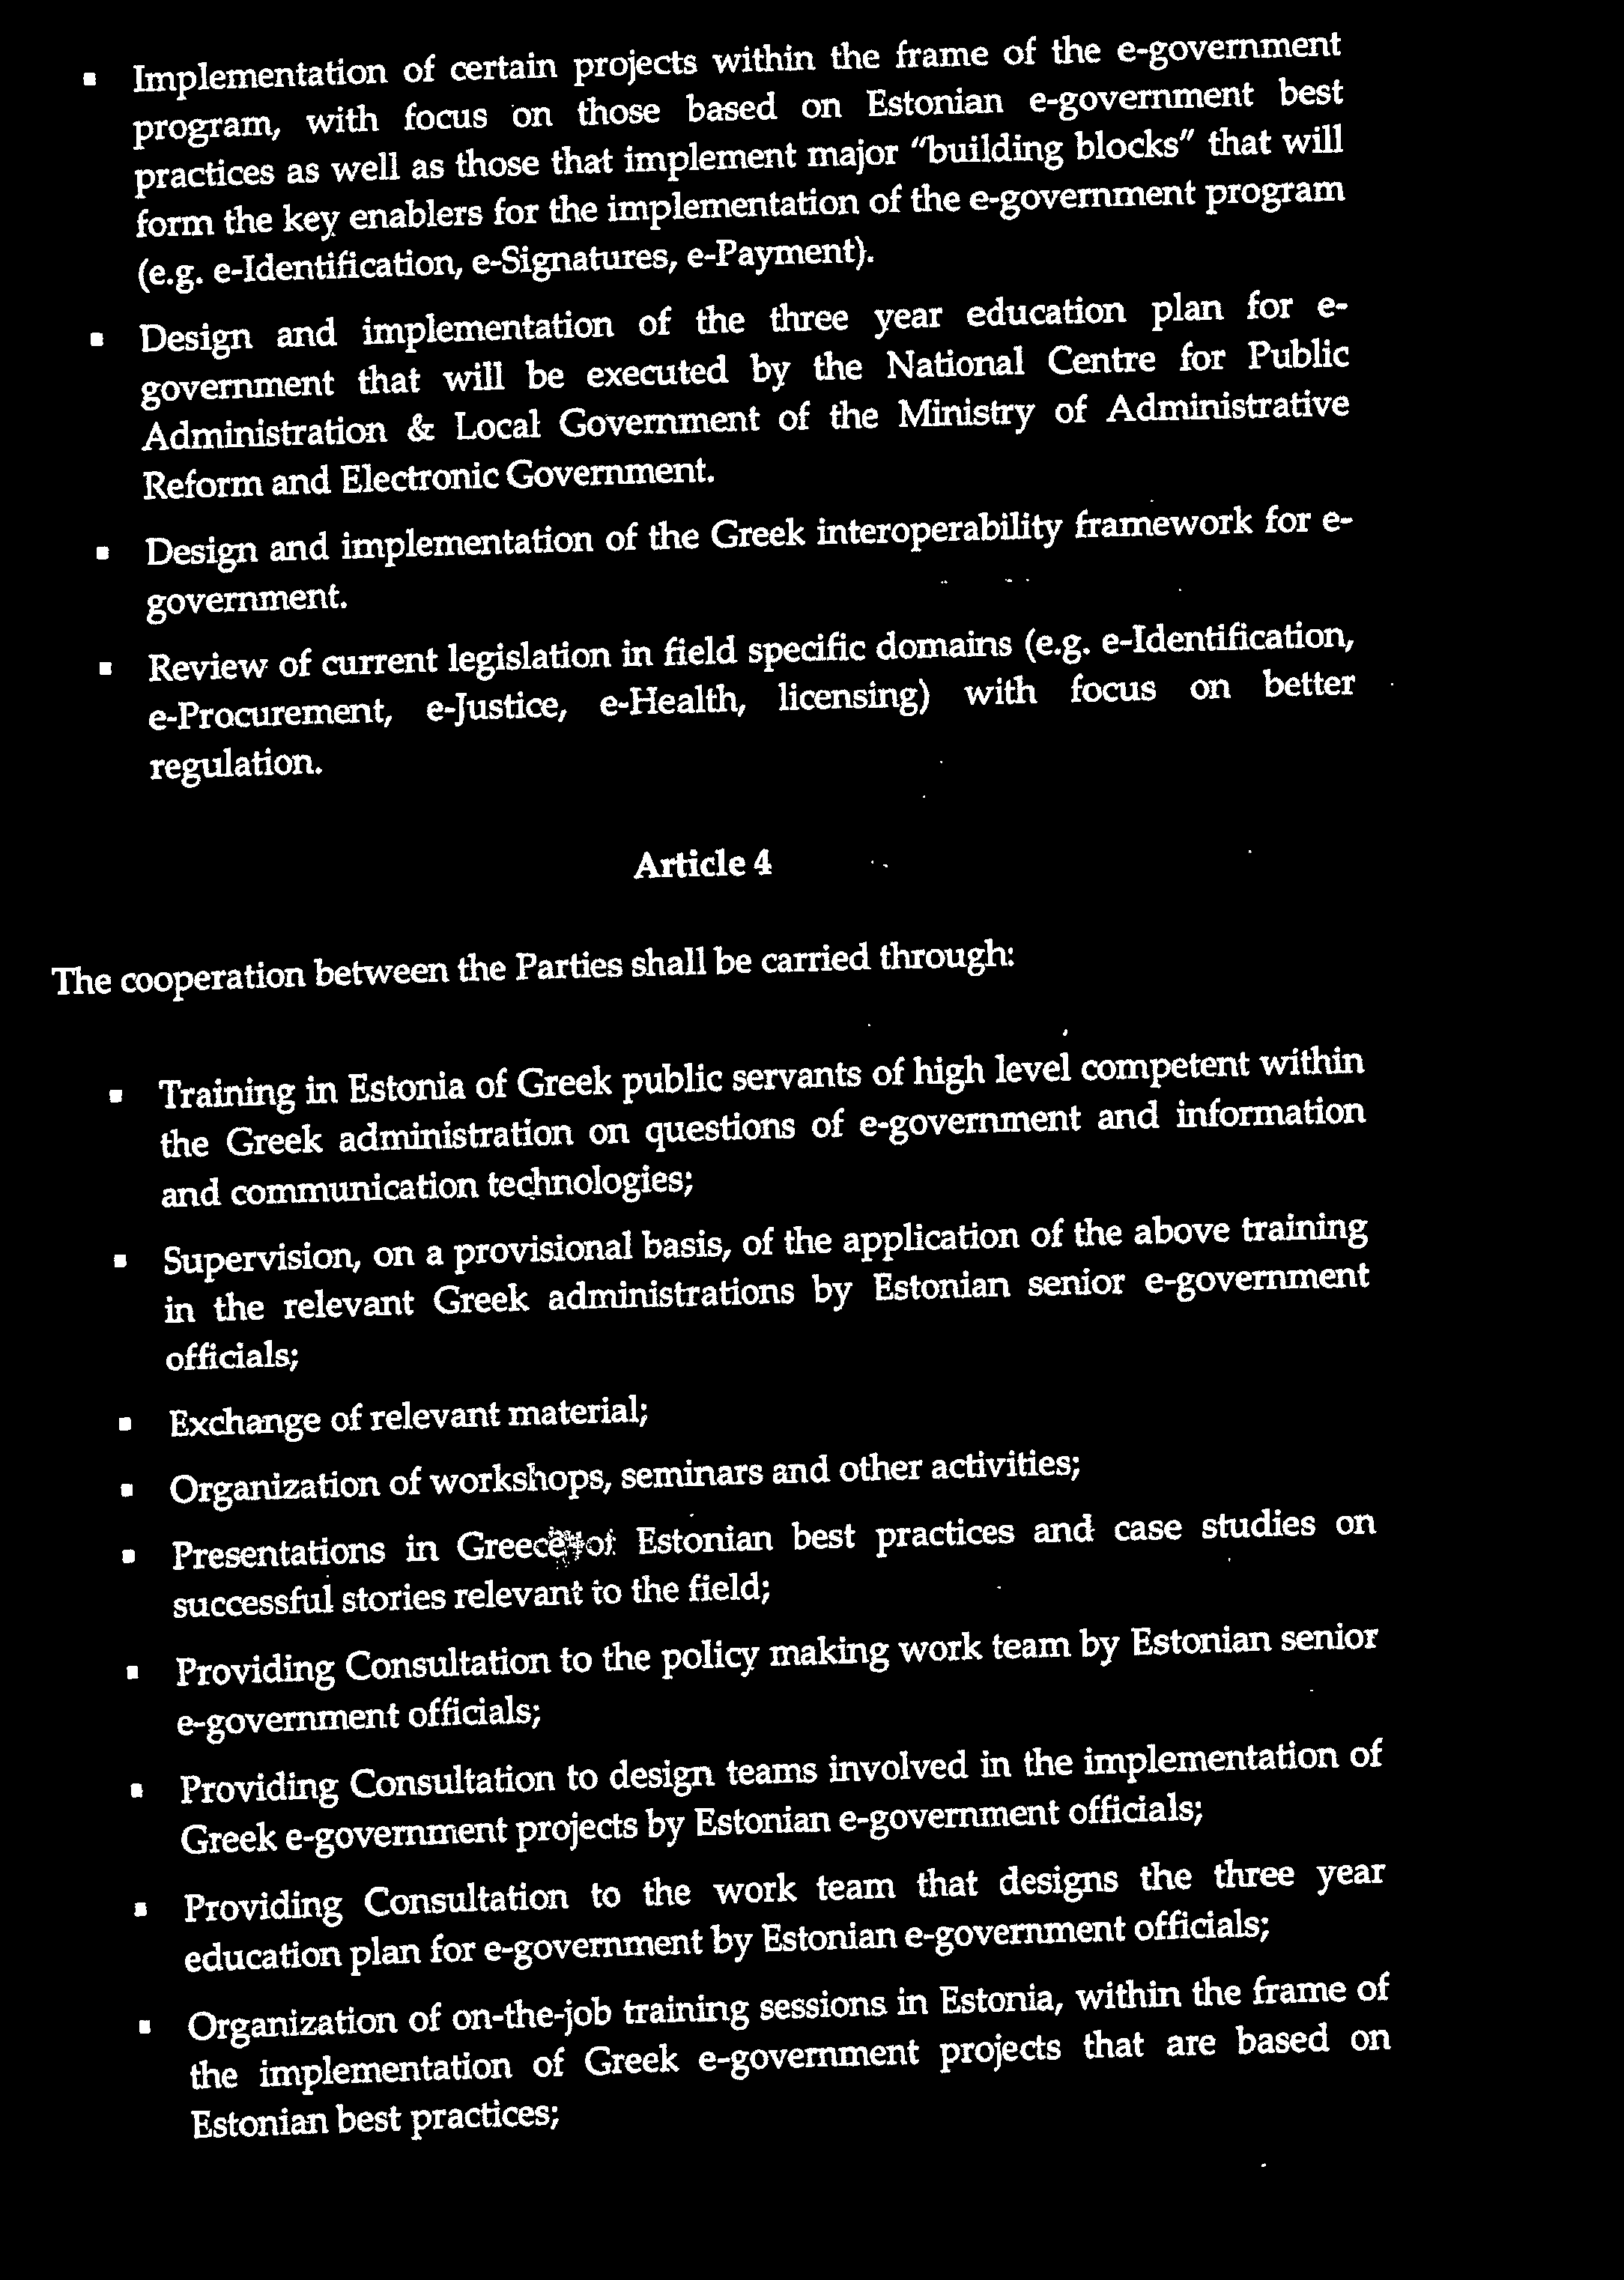 ▪ Implementation of certain projects within the frame of the e-government
program, with focus on those based on Estonian e-government best
practices as well as those that implement major "building blocks" that will
form the key enablers for the implementation of the e-government program
(e.g. e-Identification, e-Signatures, e-Payment).
▪ Design and implementation of the three year education plan for e-
government that will be executed by the National Centre for Public
Administration & Local Government of the Ministry of Administrative
Reform and Electronic Government.
▪ Design and implementation of the Greek interoperability framework for e-
government.
▪ Review of current legislation in field specific domains (e.g. e-Identification,
e-Procurement, e-Justice, e-Health, licensing) with focus on better
regulation.
Article 4
The cooperation between the Parties shall be carried through:
▪ Training in Estonia of Greek public servants of high level competent within
the Greek administration on questions of e-government and information
and communication technologies;
▪ Supervision, on a provisional basis, of the application of the above training
in the relevant Greek administrations by Estonian senior e-government
officials;
▪ Exchange of relevant material;
▪ Organization of workshops, seminars and other activities;
▪ Presentations in Greece of Estonian best practices and case studies on
successful stories relevant to the field;
▪ Providing Consultation to the policy making work team by Estonian senior
e-government officials;
▪ Providing Consultation to design teams involved in the implementation of
Greek e-government projects by Estonian e-government officials;
▪ Providing Consultation to the work team that designs the three year
education plan for e-government by Estonian e-government officials;
▪ Organization of on-the-job training sessions in Estonia, within the frame of
the implementation of Greek e-government projects that are based on
Estonian best practices;